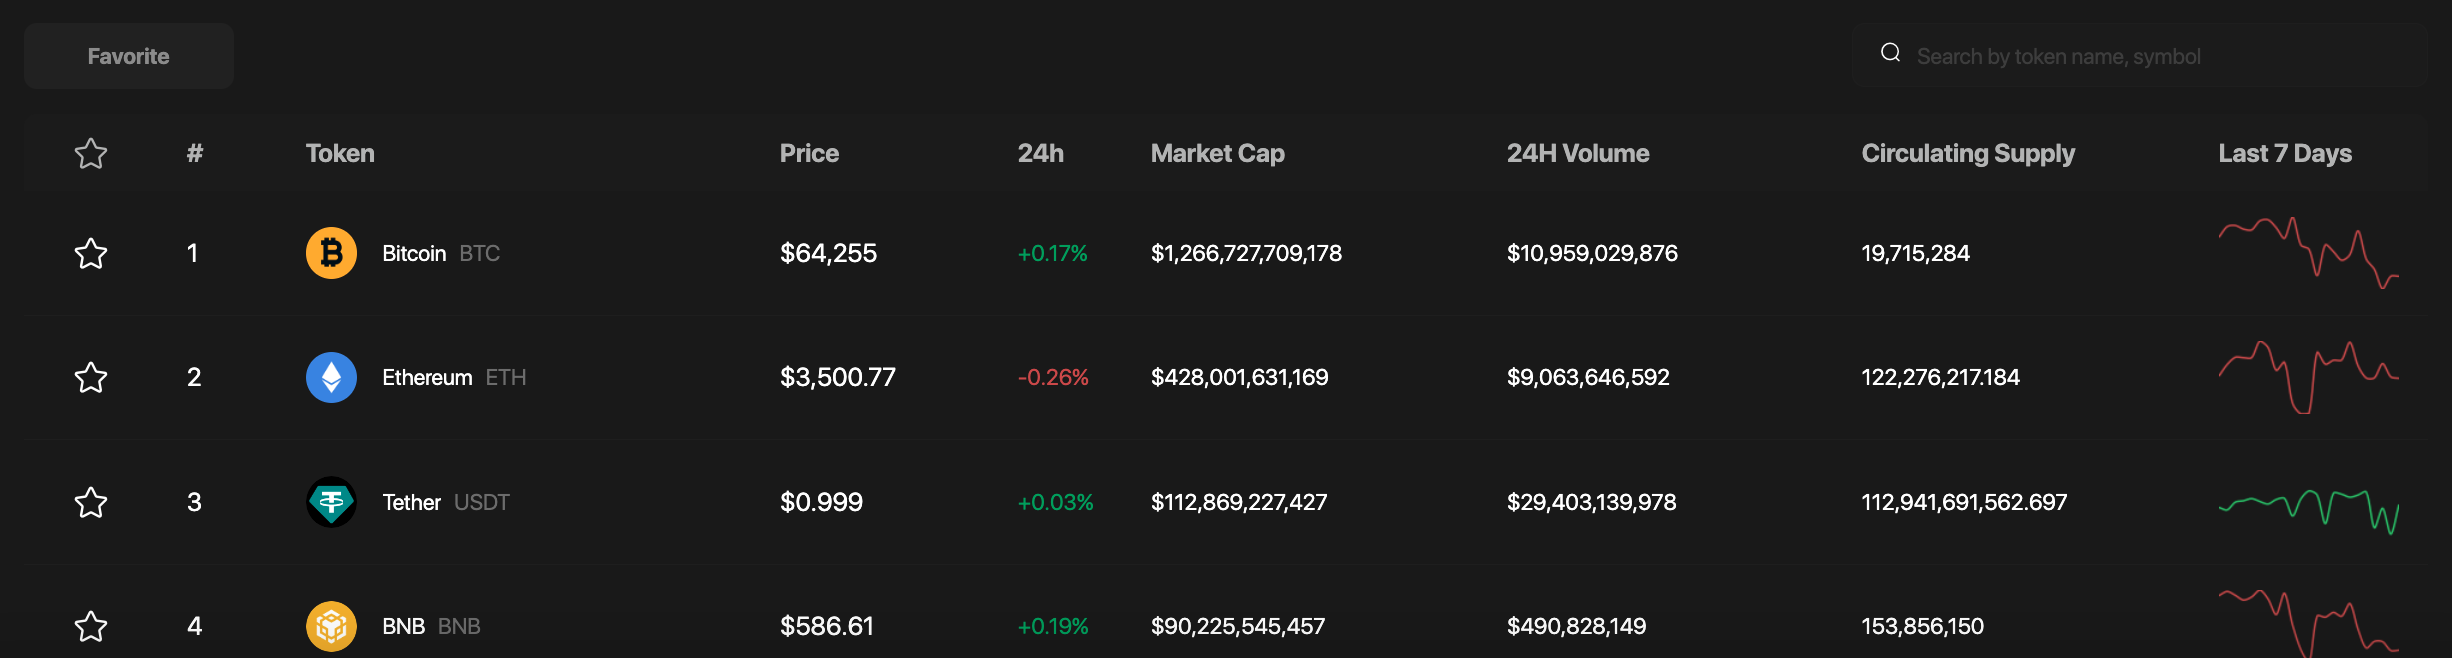 Favorite
Search by token name, symbol
# Token Price 24h Market Cap 24H Volume Circulating Supply Last 7 Days
1 Bitcoin BTC $64,255 +0.17% $1,266,727,709,178 $10,959,029,876 19,715,284
2 Ethereum ETH $3,500.77 -0.26% $428,001,631,169 $9,063,646,592 122,276,217.184
3 Tether USDT $0.999 +0.03% $112,869,227,427 $29,403,139,978 112,941,691,562.697
4 BNB BNB $586.61 +0.19% $90,225,545,457 $490,828,149 153,856,150